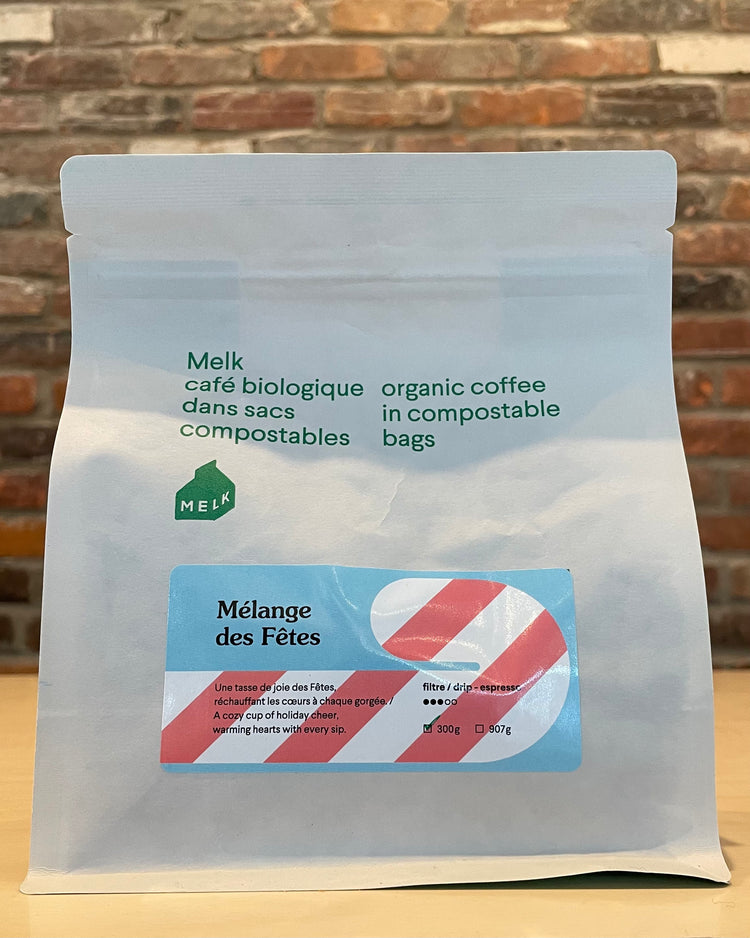 Melk
café biologique
dans sacs
compostables
organic coffee
in compostable
bags
MELK
Mélange
des Fêtes
Une tasse de joie des Fêtes,
réchauffant les cœurs à chaque gorgée. /
A cozy cup of holiday cheer,
warming hearts with every sip.
filtre / drip - espresso
300g 907g